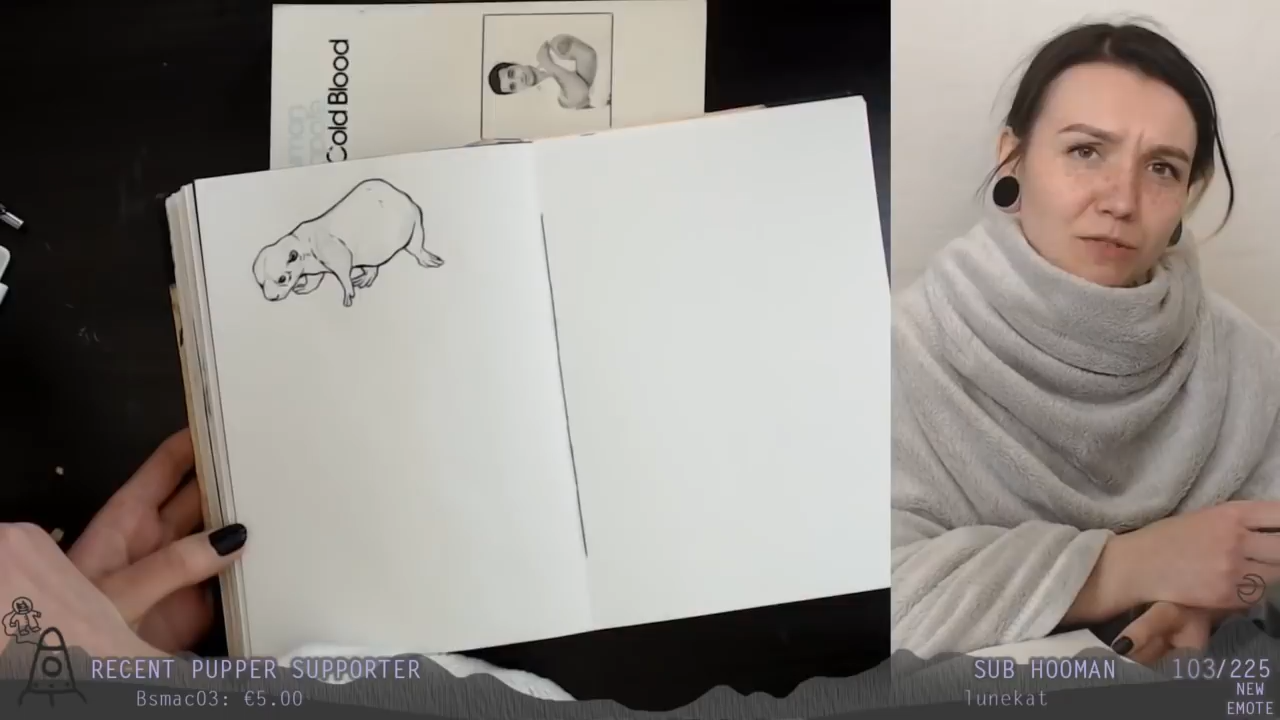 Cold Blood
RECENT PUPPER SUPPORTER
Bsmac03: €5.00
SUB HOOMAN
lunekat
103/225
NEW
EMOTE